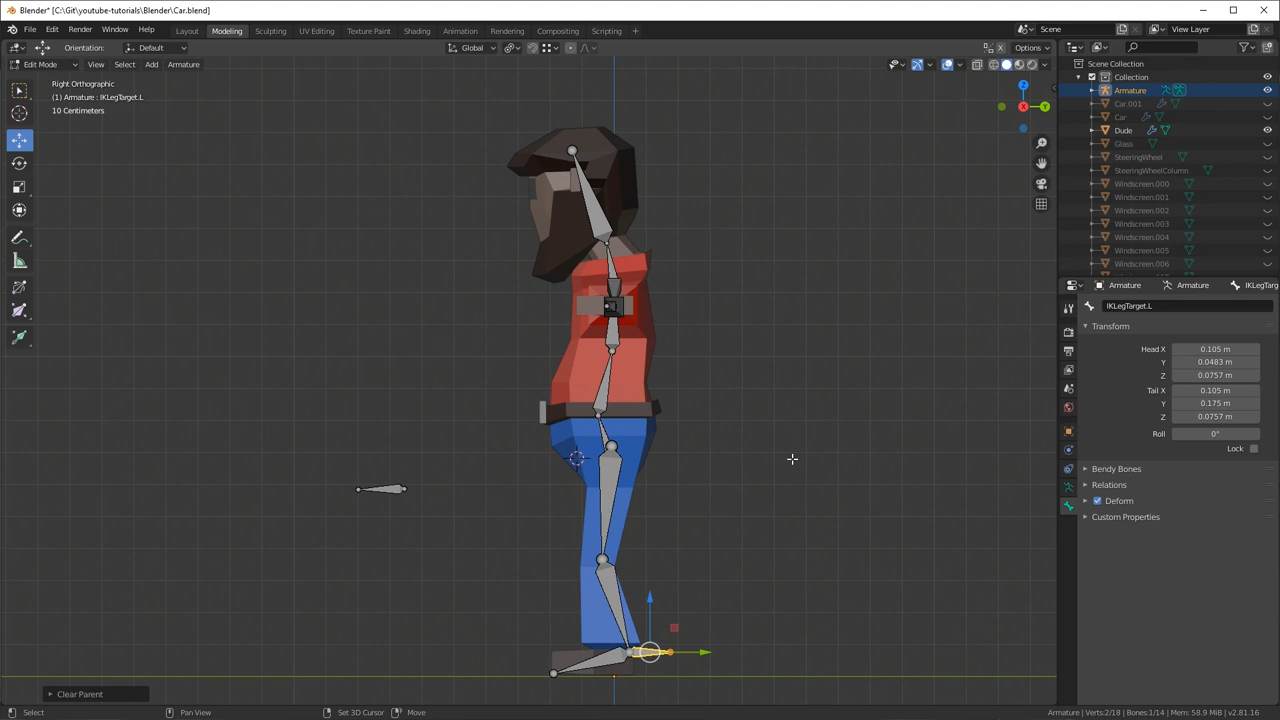 Blender* [C:\Git\youtube-tutorials\Blender\Car.blend]
File Edit Render Window Help Layout Modeling Sculpting UV Editing Texture Paint Shading Animation Rendering Compositing Scripting + Scene View Layer
Orientation: Default Global Options
Edit Mode View Select Add Armature
X
Right Orthographic
(1) Armature : IKLegTarget.L
10 Centimeters
Z
X
Y
Clear Parent
Scene Collection
Collection
Armature
Car.001
Car
Dude
Glass
SteeringWheel
SteeringWheelColumn
Windscreen.000
Windscreen.001
Windscreen.002
Windscreen.003
Windscreen.004
Windscreen.005
Windscreen.006
Armature Armature IKLegTarg
IKLegTarget.L
Transform
Head X 0.105 m
Y 0.0483 m
Z 0.0757 m
Tail X 0.105 m
Y 0.175 m
Z 0.0757 m
Roll 0°
Lock
Bendy Bones
Relations
Deform
Custom Properties
Select Pan View Set 3D Cursor Move Armature | Verts:2/18 | Bones:1/14 | Mem: 58.9 MiB | v2.81.16